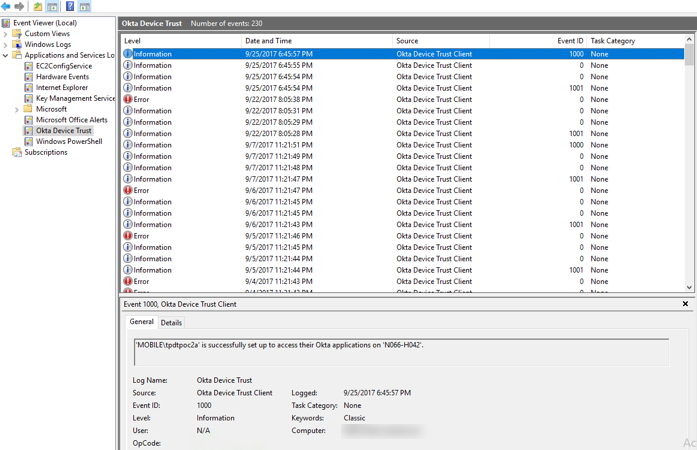 Event Viewer (Local)
Custom Views
Windows Logs
Applications and Services Lo
EC2ConfigService
Hardware Events
Internet Explorer
Key Management Service
Microsoft
Microsoft Office Alerts
Okta Device Trust
Windows PowerShell
Subscriptions
Okta Device Trust Number of events: 230
Level Date and Time Source Event ID Task Category
Information 9/25/2017 6:45:57 PM Okta Device Trust Client 1000 None
Information 9/25/2017 6:45:55 PM Okta Device Trust Client 0 None
Information 9/25/2017 6:45:54 PM Okta Device Trust Client 0 None
Information 9/25/2017 6:45:54 PM Okta Device Trust Client 1001 None
Error 9/22/2017 8:05:38 PM Okta Device Trust Client 0 None
Information 9/22/2017 8:05:31 PM Okta Device Trust Client 0 None
Information 9/22/2017 8:05:29 PM Okta Device Trust Client 0 None
Information 9/22/2017 8:05:28 PM Okta Device Trust Client 1001 None
Information 9/7/2017 11:21:51 PM Okta Device Trust Client 1000 None
Information 9/7/2017 11:21:49 PM Okta Device Trust Client 0 None
Information 9/7/2017 11:21:48 PM Okta Device Trust Client 0 None
Information 9/7/2017 11:21:47 PM Okta Device Trust Client 1001 None
Error 9/6/2017 11:21:47 PM Okta Device Trust Client 0 None
Information 9/6/2017 11:21:47 PM Okta Device Trust Client 0 None
Information 9/6/2017 11:21:45 PM Okta Device Trust Client 0 None
Information 9/6/2017 11:21:43 PM Okta Device Trust Client 1001 None
Error 9/5/2017 11:21:46 PM Okta Device Trust Client 0 None
Information 9/5/2017 11:21:45 PM Okta Device Trust Client 0 None
Information 9/5/2017 11:21:44 PM Okta Device Trust Client 0 None
Information 9/5/2017 11:21:44 PM Okta Device Trust Client 1001 None
Error 9/4/2017 11:21:43 PM Okta Device Trust Client 0 None
Event 1000, Okta Device Trust Client
General Details
'MOBILE\tpdtpoc2a' is successfully set up to access their Okta applications on 'N066-H042'.
Log Name: Okta Device Trust
Source: Okta Device Trust Client Logged: 9/25/2017 6:45:57 PM
Event ID: 1000 Task Category: None
Level: Information Keywords: Classic
User: N/A Computer:
OpCode:
Ac